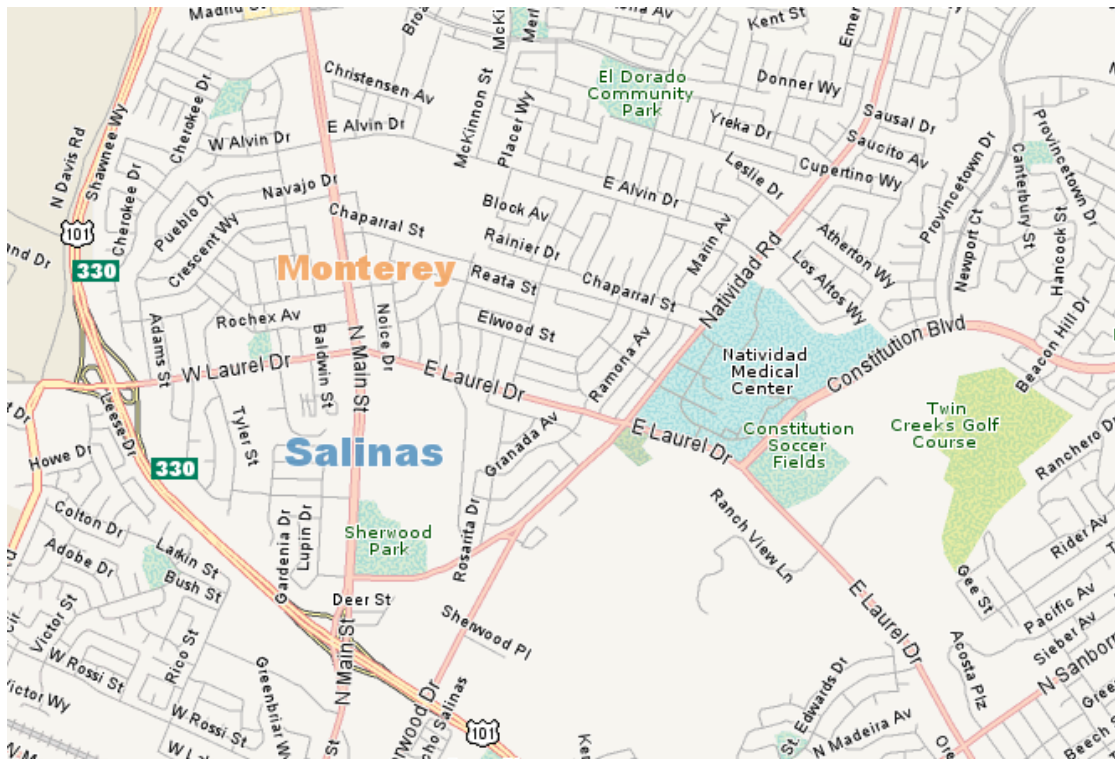 Madrid St
Christensen Av
McKinnon St
Kent St
Donner Wy
El Dorado
Community
Park
N Davis Rd
Shawnee Wy
Cherokee Dr
W Alvin Dr
E Alvin Dr
Placer Wy
Yreka Dr
Sausal Dr
Saucito Av
Cupertino Wy
Leslie Dr
Provincetown Dr
Provincetown Dr
Canterbury St
Hancock St
Newport Ct
Cherokee Dr
Pueblo Dr
Crescent Wy
Navajo Dr
Chaparral St
Block Av
Rainier Dr
E Alvin Dr
Marin Av
Natividad Rd
Atherton Wy
Los Altos Wy
101
330
Monterey
Reata St
Chaparral St
Elwood St
Ramona Av
Constitution Blvd
Beacon Hill Dr
Adams St
Rochex Av
Baldwin St
Noice Dr
N Main St
W Laurel Dr
E Laurel Dr
Natividad
Medical
Center
E Laurel Dr
Constitution
Soccer
Fields
Twin
Creeks Golf
Course
Ranchero Dr
Leese Dr
Howe Dr
Tyler St
Salinas
330
Granada Av
Colton Dr
Adobe Dr
Larkin St
Bush St
Gardenia Dr
Lupin Dr
Sherwood
Park
Rosarita Dr
Ranch View Ln
Rider Av
Gee St
Pacific Av
Sieber Av
Deer St
Sherwood Pl
E Laurel Dr
Acosta Plz
Victor St
Rico St
W Rossi St
W Rossi St
Greenbriar Wy
N Main St
101
St. Edwards Dr
N Madeira Av